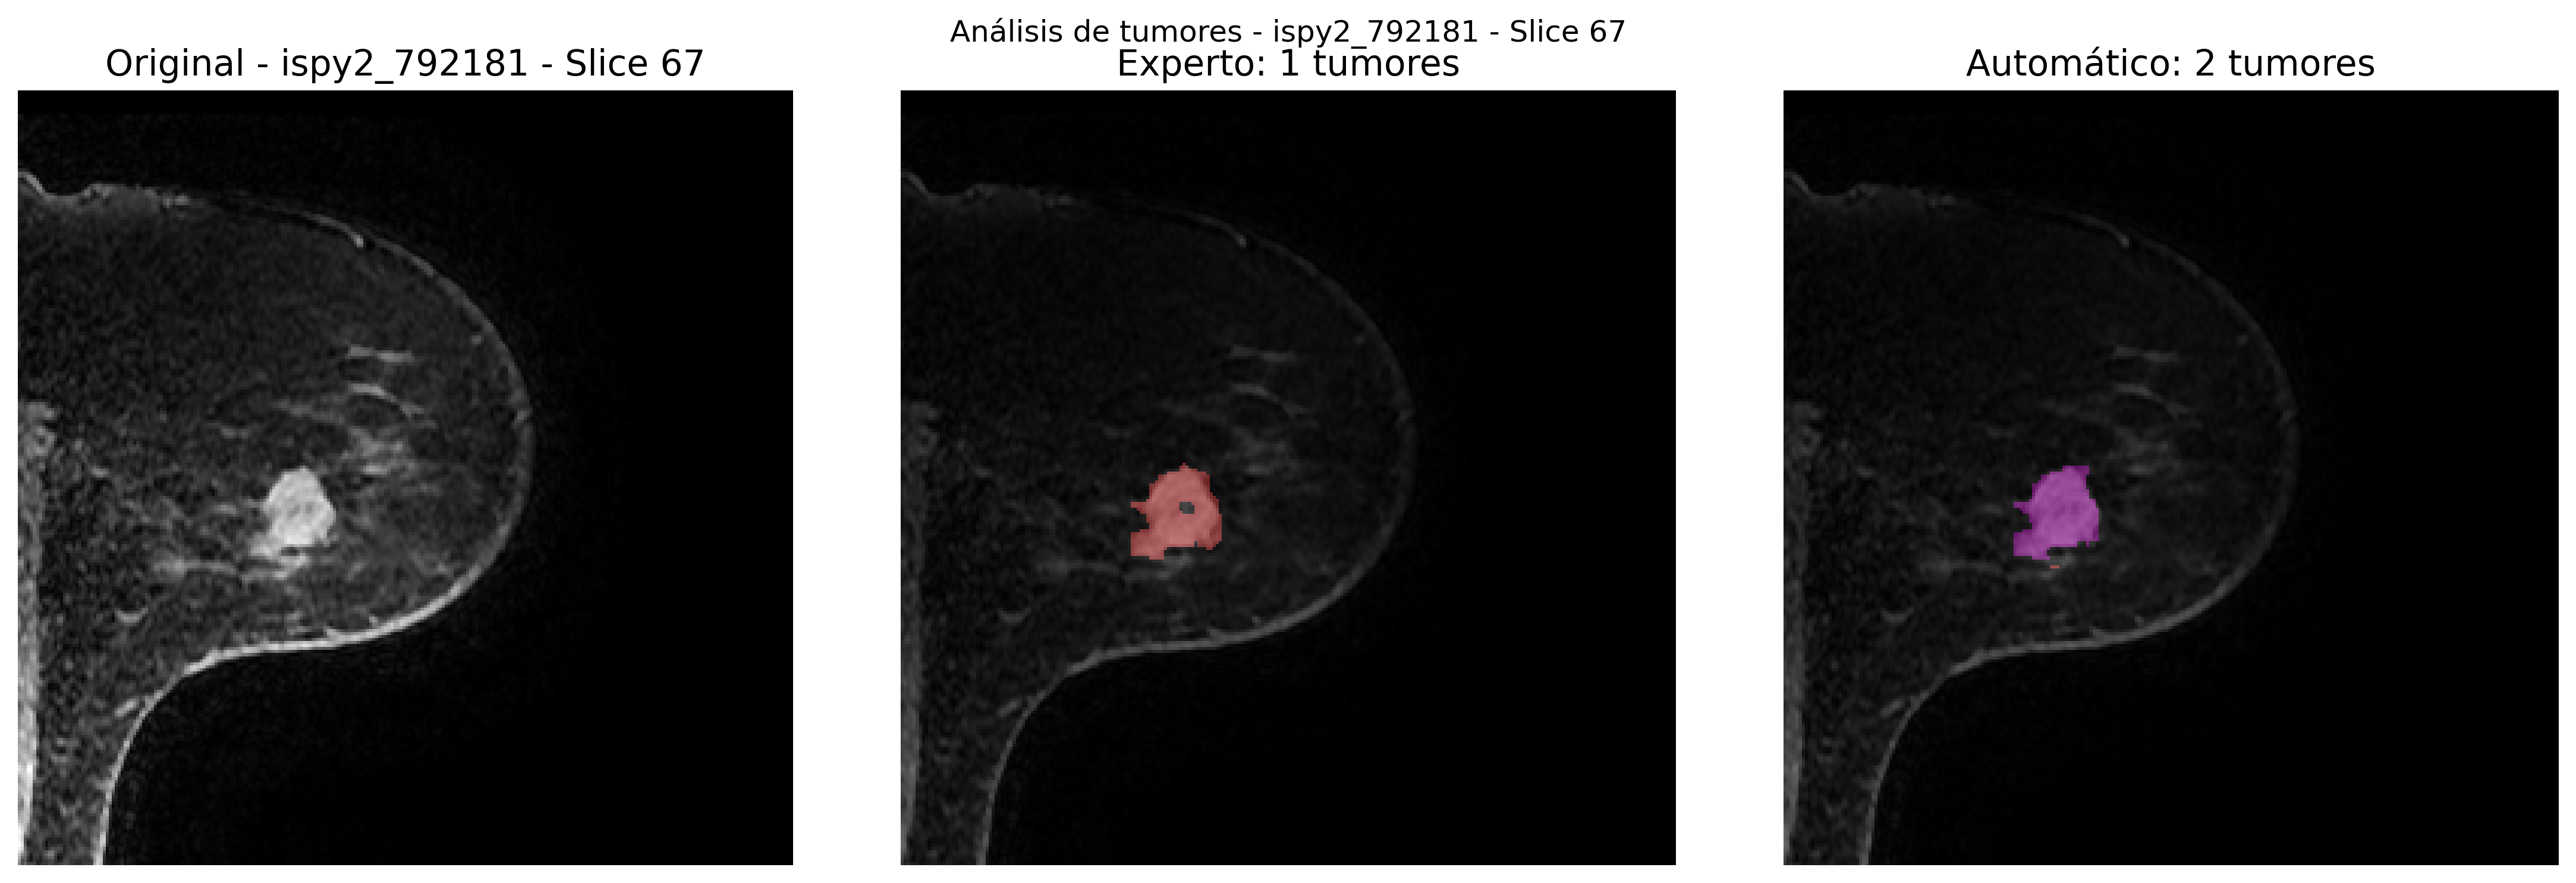 Análisis de tumores - ispy2_792181 - Slice 67
Original - ispy2_792181 - Slice 67
Experto: 1 tumores
Automático: 2 tumores